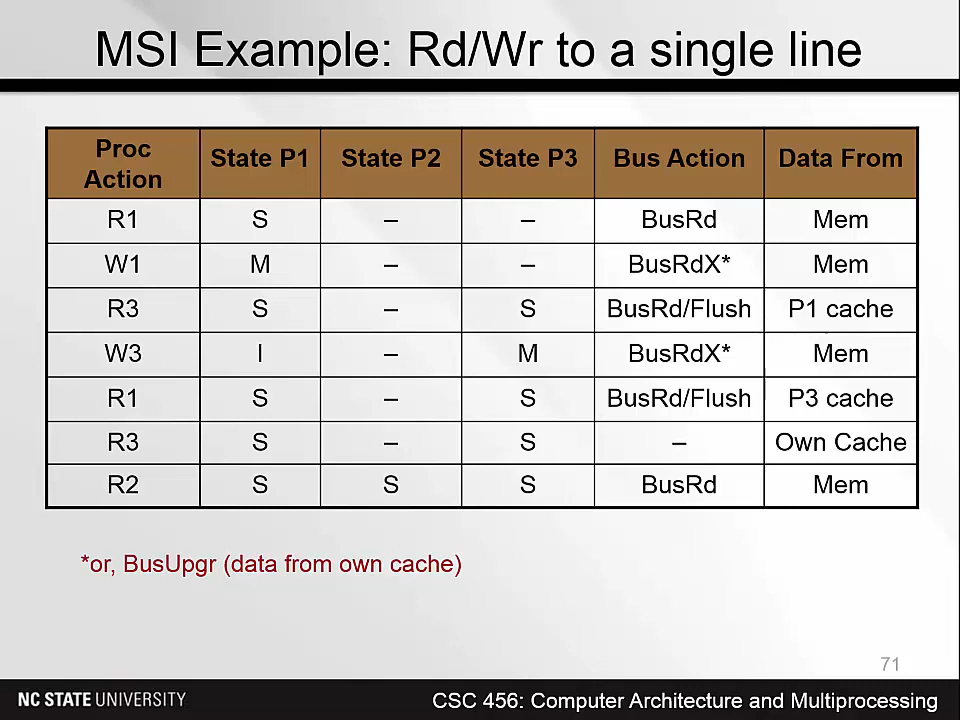 MSI Example: Rd/Wr to a single line
Proc Action State P1 State P2 State P3 Bus Action Data From
R1 S – – BusRd Mem
W1 M – – BusRdX* Mem
R3 S – S BusRd/Flush P1 cache
W3 I – M BusRdX* Mem
R1 S – S BusRd/Flush P3 cache
R3 S – S – Own Cache
R2 S S S BusRd Mem
*or, BusUpgr (data from own cache)
71
NC STATE UNIVERSITY
CSC 456: Computer Architecture and Multiprocessing